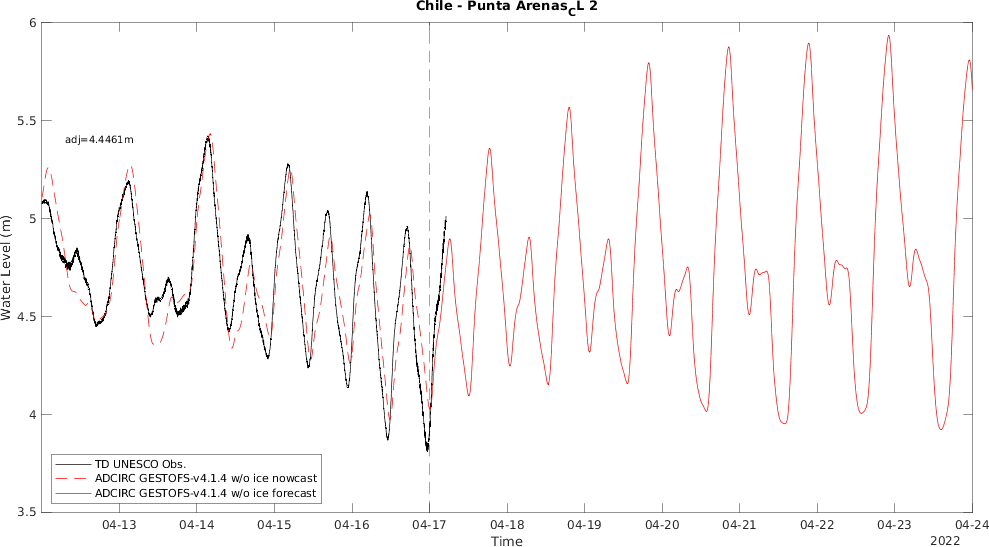 Chile - Punta ArenasCL 2
6
5.5
5
4.5
4
3.5
Water Level (m)
adj=4.4461m
TD UNESCO Obs.
ADCIRC GESTOFS-v4.1.4 w/o ice nowcast
ADCIRC GESTOFS-v4.1.4 w/o ice forecast
04-13 04-14 04-15 04-16 04-17 04-18 04-19 04-20 04-21 04-22 04-23 04-24
Time
2022